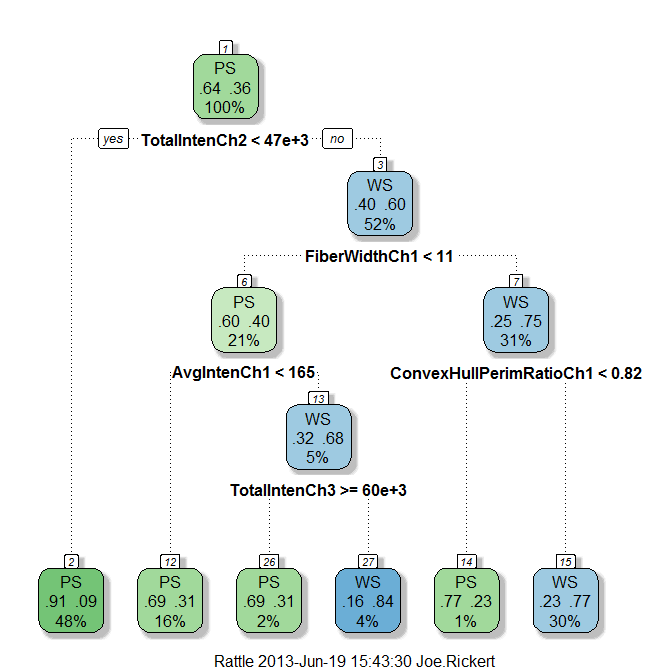 1
PS
.64 .36
100%
yes TotalIntenCh2 < 47e+3 no
3
WS
.40 .60
52%
FiberWidthCh1 < 11
6
PS
.60 .40
21%
7
WS
.25 .75
31%
AvgIntenCh1 < 165
ConvexHullPerimRatioCh1 < 0.82
13
WS
.32 .68
5%
TotalIntenCh3 >= 60e+3
2
PS
.91 .09
48%
12
PS
.69 .31
16%
26
PS
.69 .31
2%
27
WS
.16 .84
4%
14
PS
.77 .23
1%
15
WS
.23 .77
30%
Rattle 2013-Jun-19 15:43:30 Joe.Rickert